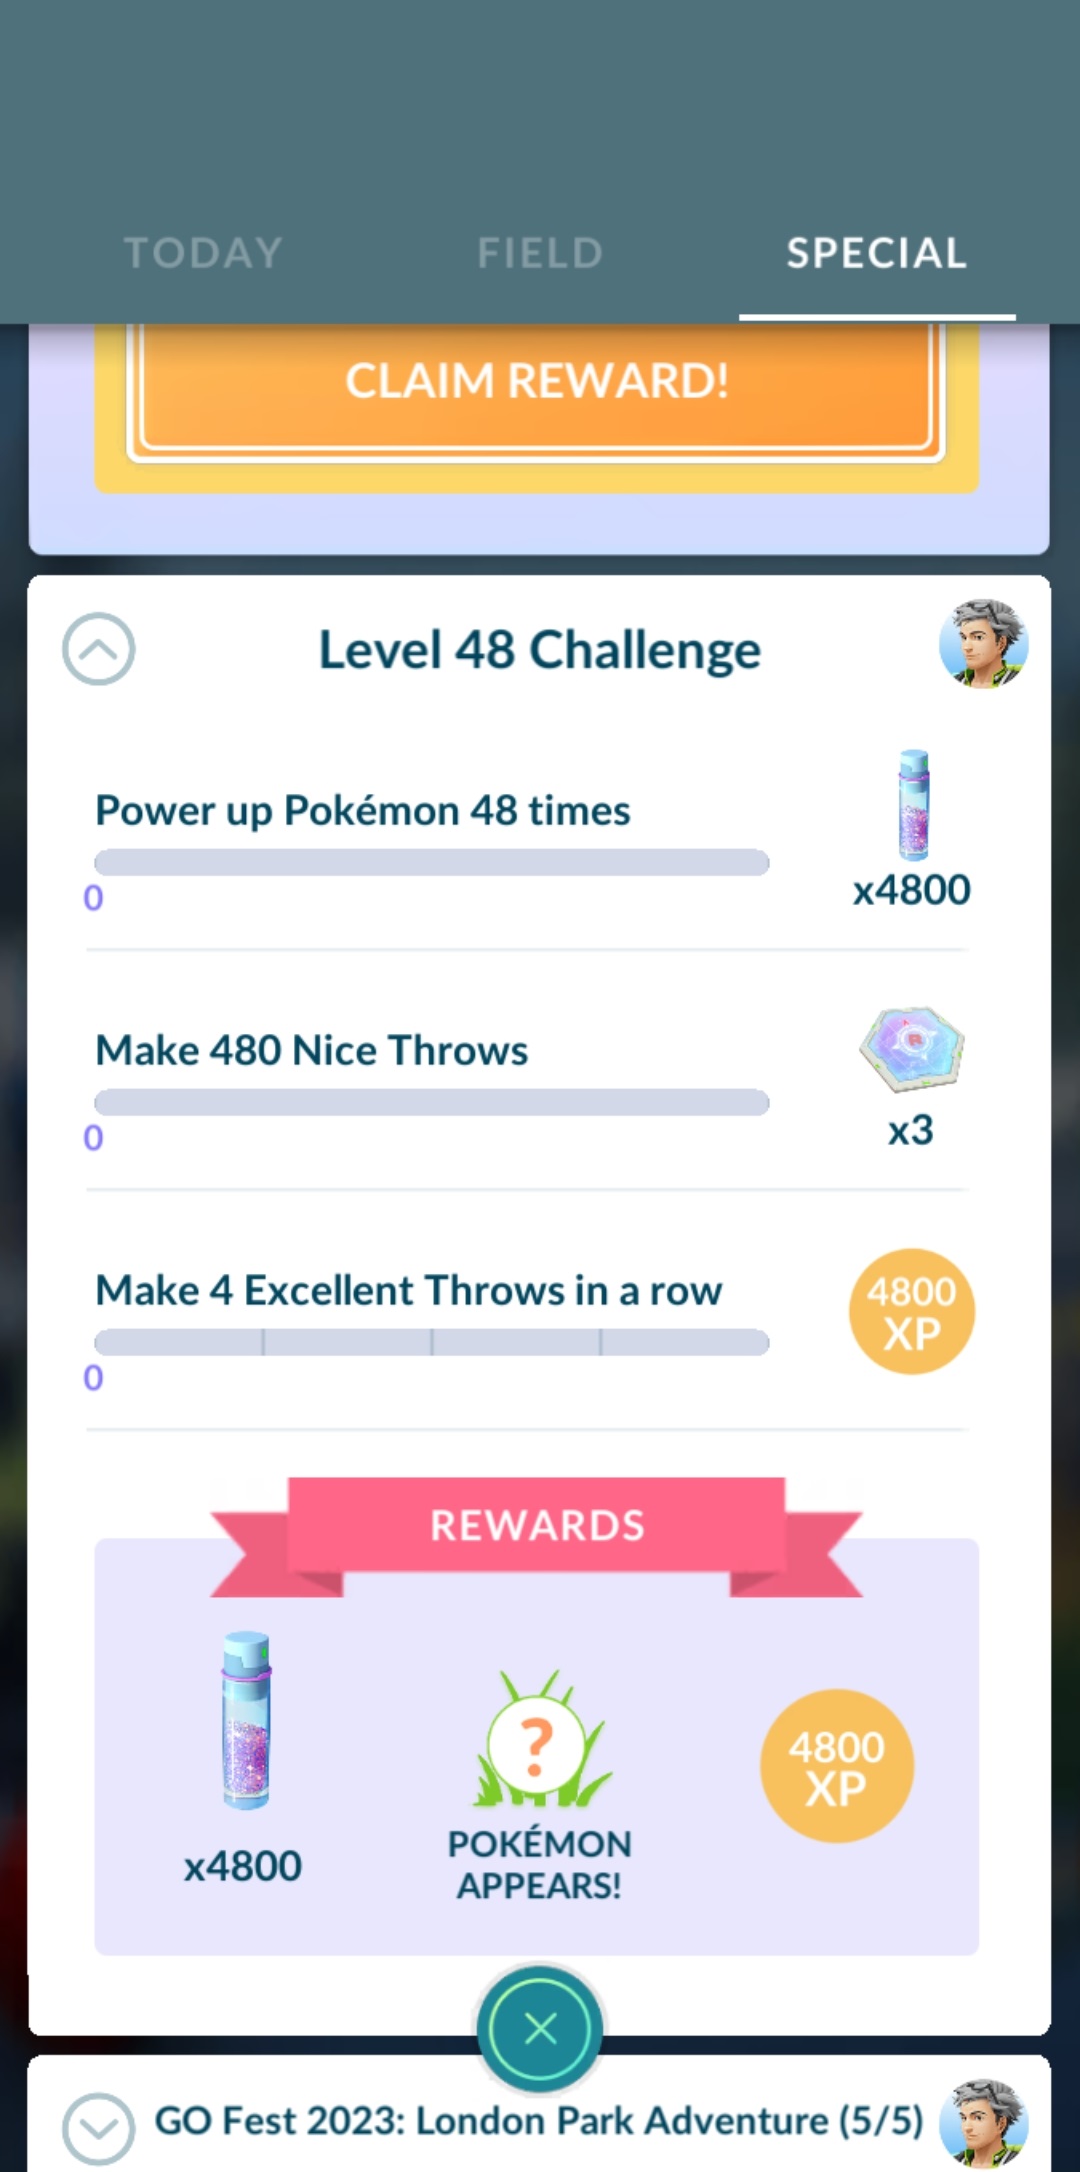 TODAY FIELD SPECIAL
CLAIM REWARD!
Level 48 Challenge
Power up Pokémon 48 times
0
x4800
Make 480 Nice Throws
0
x3
Make 4 Excellent Throws in a row
0
4800
XP
REWARDS
x4800
?
POKÉMON
APPEARS!
4800
XP
GO Fest 2023: London Park Adventure (5/5)